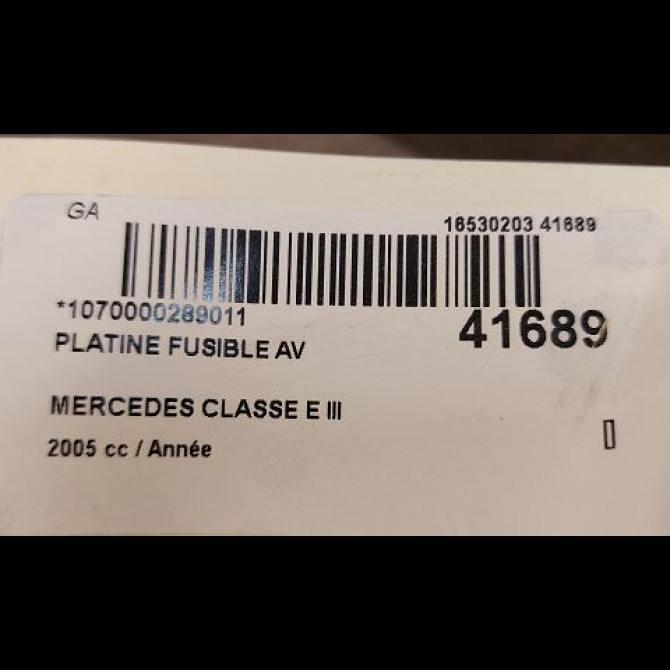 GA
16530203 41689
*1070000289011
41689
PLATINE FUSIBLE AV
MERCEDES CLASSE E III
2005 cc / Année